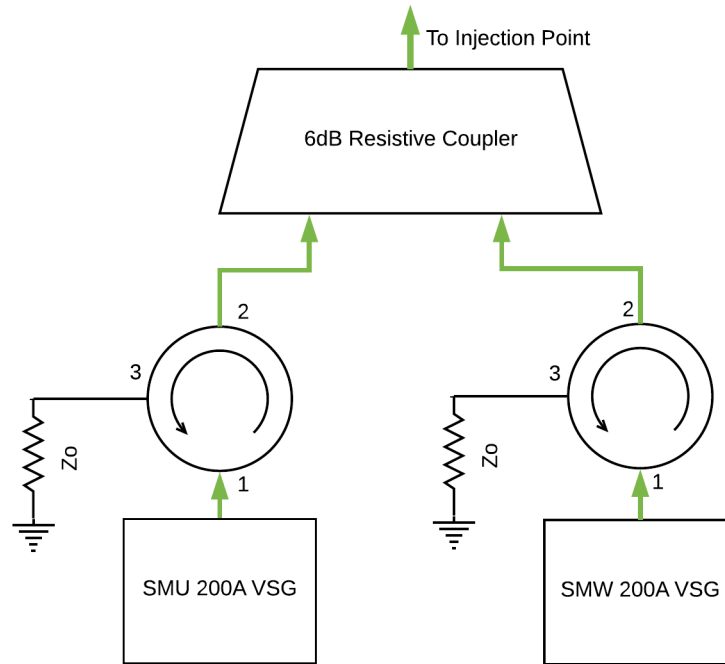 To Injection Point
6dB Resistive Coupler
2
2
3
3
Zo
Zo
1
1
SMU 200A VSG
SMW 200A VSG